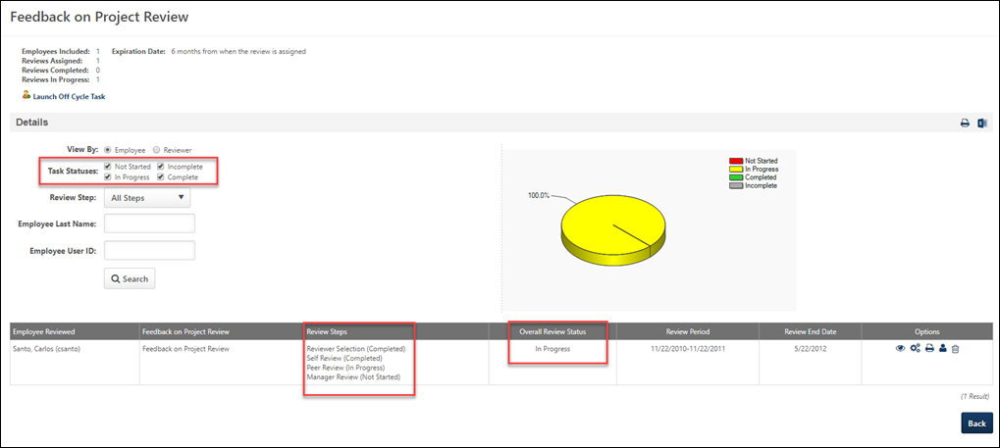 Feedback on Project Review
Employees Included: 1 Expiration Date: 6 months from when the review is assigned
Reviews Assigned: 1
Reviews Completed: 0
Reviews In Progress: 1
Launch Off Cycle Task
Details
View By: Employee Reviewer
Task Statuses: Not Started Incomplete
In Progress Complete
Review Step: All Steps
Employee Last Name:
Employee User ID:
Search
Not Started
In Progress
Completed
Incomplete
100.0%
Employee Reviewed Feedback on Project Review Review Steps Overall Review Status Review Period Review End Date Options
Santo, Carlos (csanto) Feedback on Project Review Reviewer Selection (Completed) In Progress 11/22/2010-11/22/2011 5/22/2012
Self Review (Completed)
Peer Review (In Progress)
Manager Review (Not Started)
(1 Result)
Back